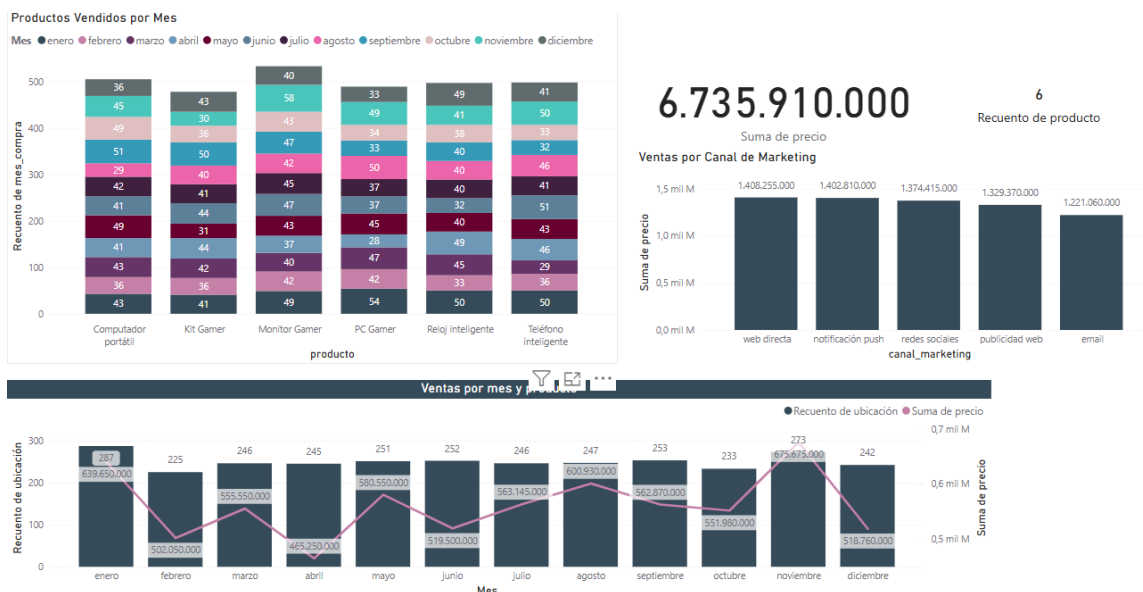 Productos Vendidos por Mes
Mes enero febrero marzo abril mayo junio julio agosto septiembre octubre noviembre diciembre
Recuento de mes_compra
500
400
300
200
100
0
36 45 49 51 29 42 41 49 41 43 36 43
43 30 36 50 40 41 44 31 44 42 36 41
40 58 43 47 42 45 47 43 37 40 42 49
33 49 34 33 50 37 37 45 28 47 42 54
49 41 38 40 40 40 32 40 49 45 33 50
41 50 33 32 46 41 51 43 46 29 36 50
Computador portátil Kit Gamer Monitor Gamer PC Gamer Reloj inteligente Teléfono inteligente
producto
6.735.910.000
Suma de precio
6
Recuento de producto
Ventas por Canal de Marketing
Suma de precio
1,5 mil M
1,0 mil M
0,5 mil M
0,0 mil M
1.408.255.000 1.402.810.000 1.374.415.000 1.329.370.000 1.221.060.000
web directa notificación push redes sociales publicidad web email
canal_marketing
Ventas por mes y
Recuento de ubicación Suma de precio
Recuento de ubicación
300
200
100
0
287 225 246 245 251 252 246 247 253 233 273 242
639.650.000 502.050.000 555.550.000 465.250.000 580.550.000 519.500.000 563.145.000 600.930.000 562.870.000 551.980.000 675.675.000 518.760.000
0,7 mil M
0,6 mil M
0,5 mil M
Suma de precio
enero febrero marzo abril mayo junio julio agosto septiembre octubre noviembre diciembre
Mes